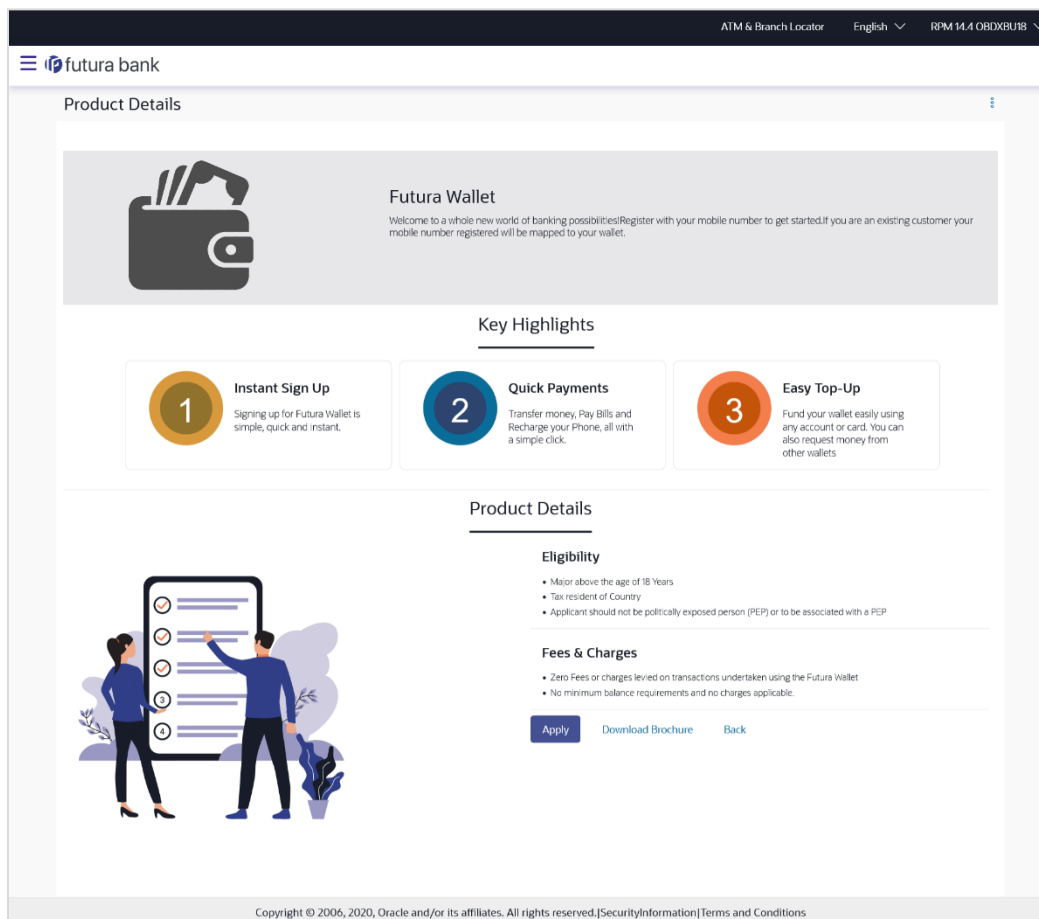 ATM & Branch Locator English RPM 14.4 OBDXBU18
futura bank
Product Details
Futura Wallet
Welcome to a whole new world of banking possibilities!Register with your mobile number to get started.If you are an existing customer your
mobile number registered will be mapped to your wallet.
Key Highlights
1
Instant Sign Up
Signing up for Futura Wallet is
simple, quick and instant.
2
Quick Payments
Transfer money, Pay Bills and
Recharge your Phone, all with
a simple click.
3
Easy Top-Up
Fund your wallet easily using
any account or card. You can
also request money from
other wallets
Product Details
3
4
Eligibility
• Major above the age of 18 Years
• Tax resident of Country
• Applicant should not be politically exposed person (PEP) or to be associated with a PEP
Fees & Charges
• Zero Fees or charges levied on transactions undertaken using the Futura Wallet
• No minimum balance requirements and no charges applicable.
Apply Download Brochure Back
Copyright © 2006, 2020, Oracle and/or its affiliates. All rights reserved.|SecurityInformation|Terms and Conditions